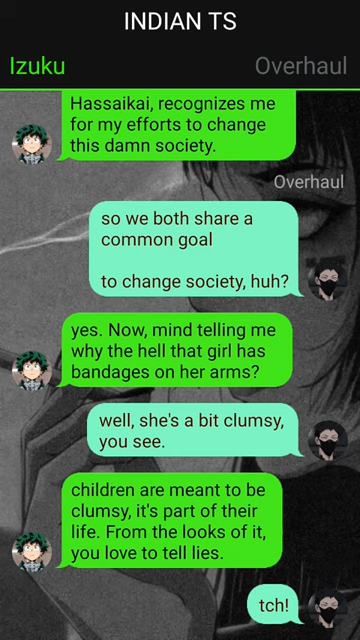 INDIAN TS
Izuku
Overhaul
Hassaikai, recognizes me
for my efforts to change
this damn society.
Overhaul
so we both share a
common goal
to change society, huh?
yes. Now, mind telling me
why the hell that girl has
bandages on her arms?
well, she's a bit clumsy,
you see.
children are meant to be
clumsy, it's part of their
life. From the looks of it,
you love to tell lies.
tch!